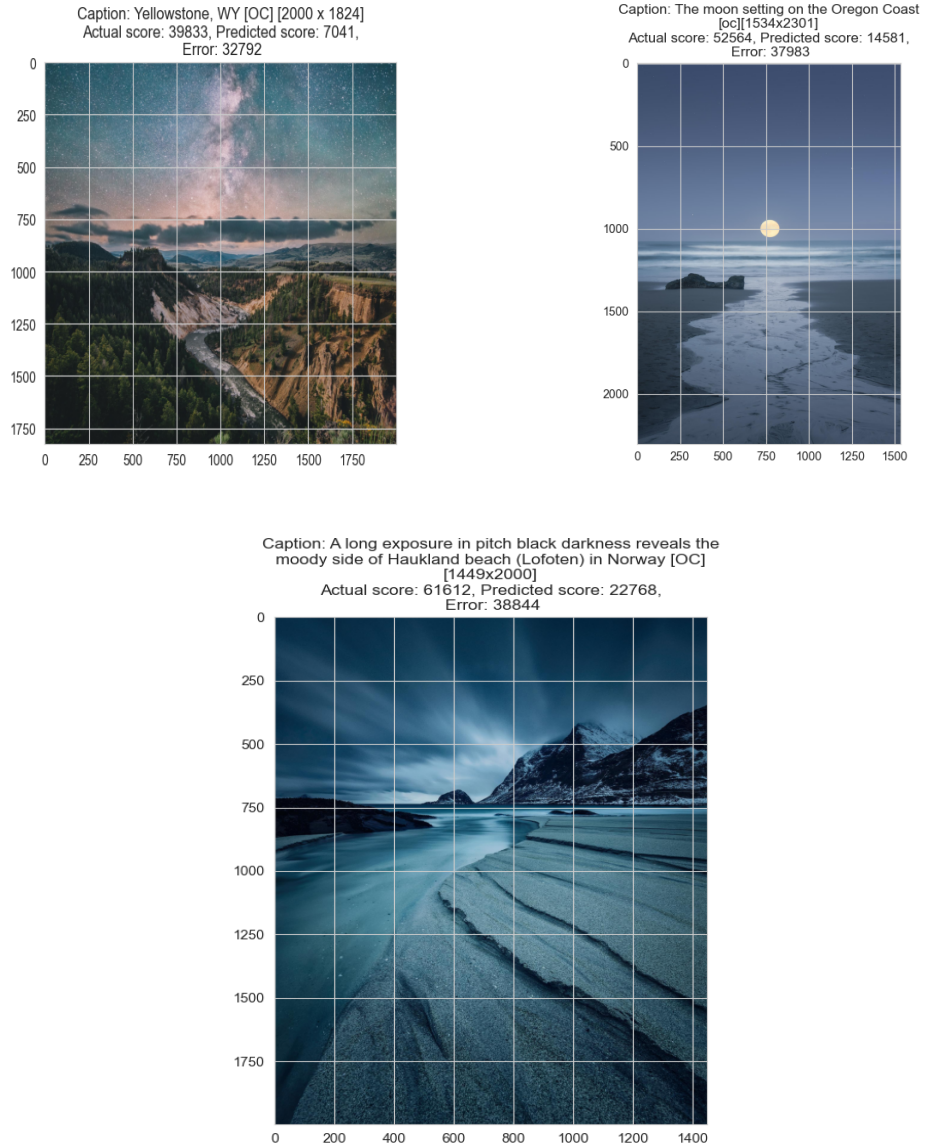 Caption: Yellowstone, WY [OC] [2000 x 1824]
Actual score: 39833, Predicted score: 7041,
Error: 32792
0
250
500
750
1000
1250
1500
1750
0 250 500 750 1000 1250 1500 1750
Caption: The moon setting on the Oregon Coast
[oc][1534x2301]
Actual score: 52564, Predicted score: 14581,
Error: 37983
0
500
1000
1500
2000
0 250 500 750 1000 1250 1500
Caption: A long exposure in pitch black darkness reveals the
moody side of Haukland beach (Lofoten) in Norway [OC]
[1449x2000]
Actual score: 61612, Predicted score: 22768,
Error: 38844
0
250
500
750
1000
1250
1500
1750
0 200 400 600 800 1000 1200 1400